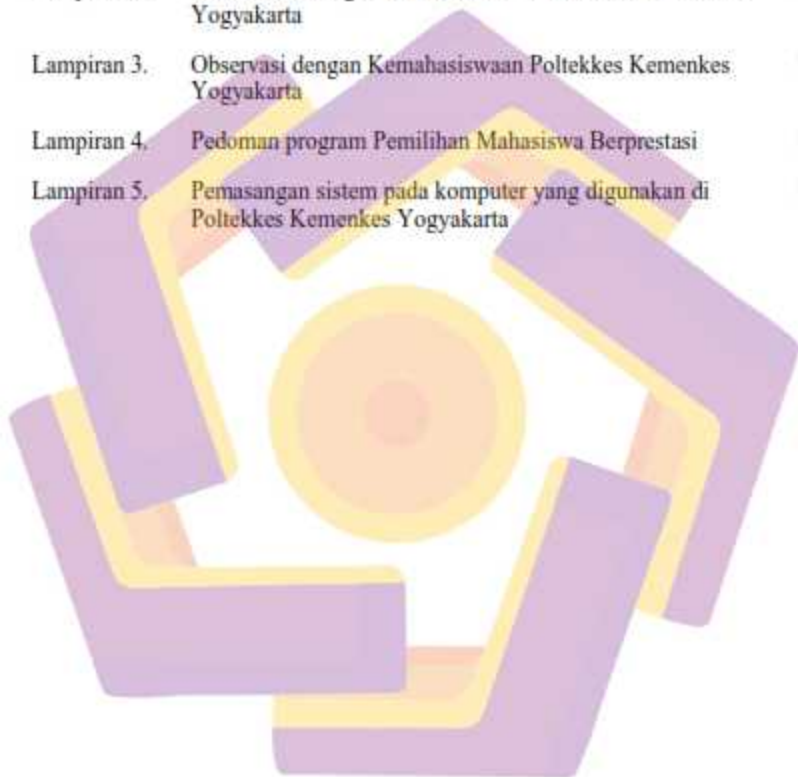 Yogyakarta
Lampiran 3. Observasi dengan Kemahasiswaan Poltekkes Kemenkes
Yogyakarta
Lampiran 4. Pedoman program Pemilihan Mahasiswa Berprestasi
Lampiran 5. Pemasangan sistem pada komputer yang digunakan di
Poltekkes Kemenkes Yogyakarta